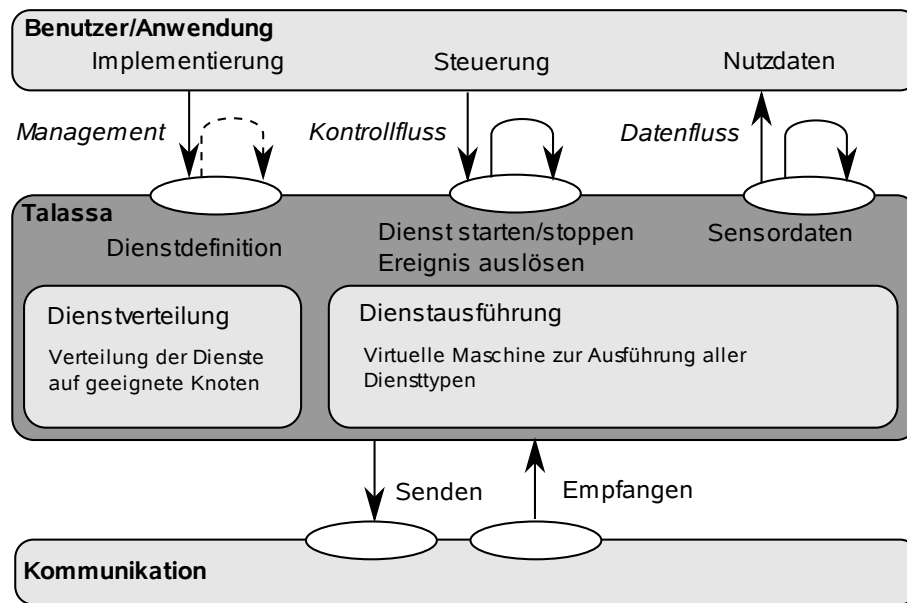 Benutzer/Anwendung
Implementierung
Steuerung
Nutzdaten
Management
Kontrollfluss
Datenfluss
Talassa
Dienstdefinition
Dienst starten/stoppen
Ereignis auslösen
Sensordaten
Dienstverteilung
Verteilung der Dienste
auf geeignete Knoten
Dienstausführung
Virtuelle Maschine zur Ausführung aller
Diensttypen
Senden
Empfangen
Kommunikation